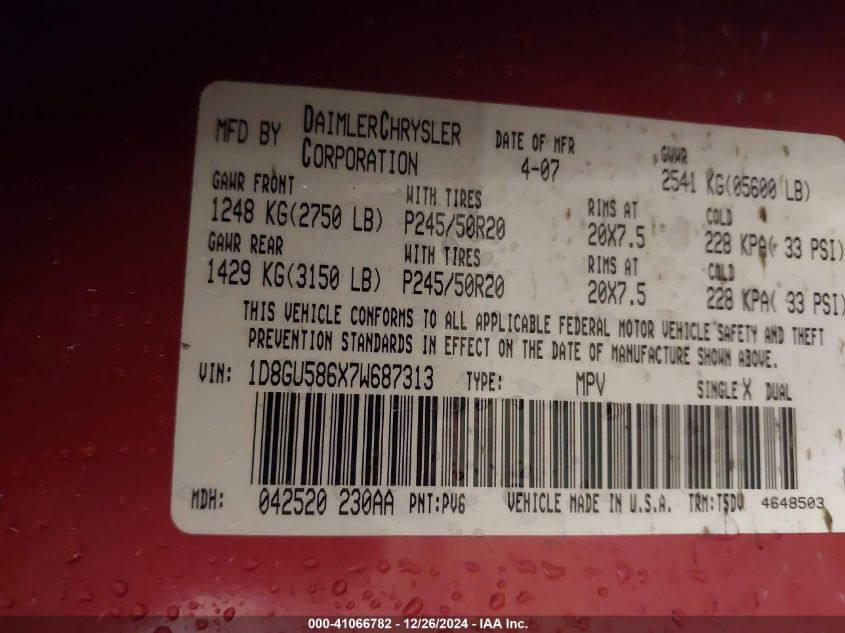 MFD BY DAIMLERCHRYSLER CORPORATION
DATE OF MFR 4-07
GVWR 2541 KG(05600 LB)
GAWR FRONT WITH TIRES RIMS AT COLD
1248 KG(2750 LB) P245/50R20 20X7.5 228 KPA( 33 PSI)
GAWR REAR WITH TIRES RIMS AT COLD
1429 KG(3150 LB) P245/50R20 20X7.5 228 KPA( 33 PSI)
THIS VEHICLE CONFORMS TO ALL APPLICABLE FEDERAL MOTOR VEHICLE SAFETY AND THEFT
PREVENTION STANDARDS IN EFFECT ON THE DATE OF MANUFACTURE SHOWN ABOVE.
VIN: 1D8GU586X7W687313 TYPE: MPV SINGLE X DUAL
MDH: 042520 230AA PNT:PV6 VEHICLE MADE IN U.S.A. TRM:T5DV 4648503
000-41066782 / 12/26/2024 - IAA Inc.